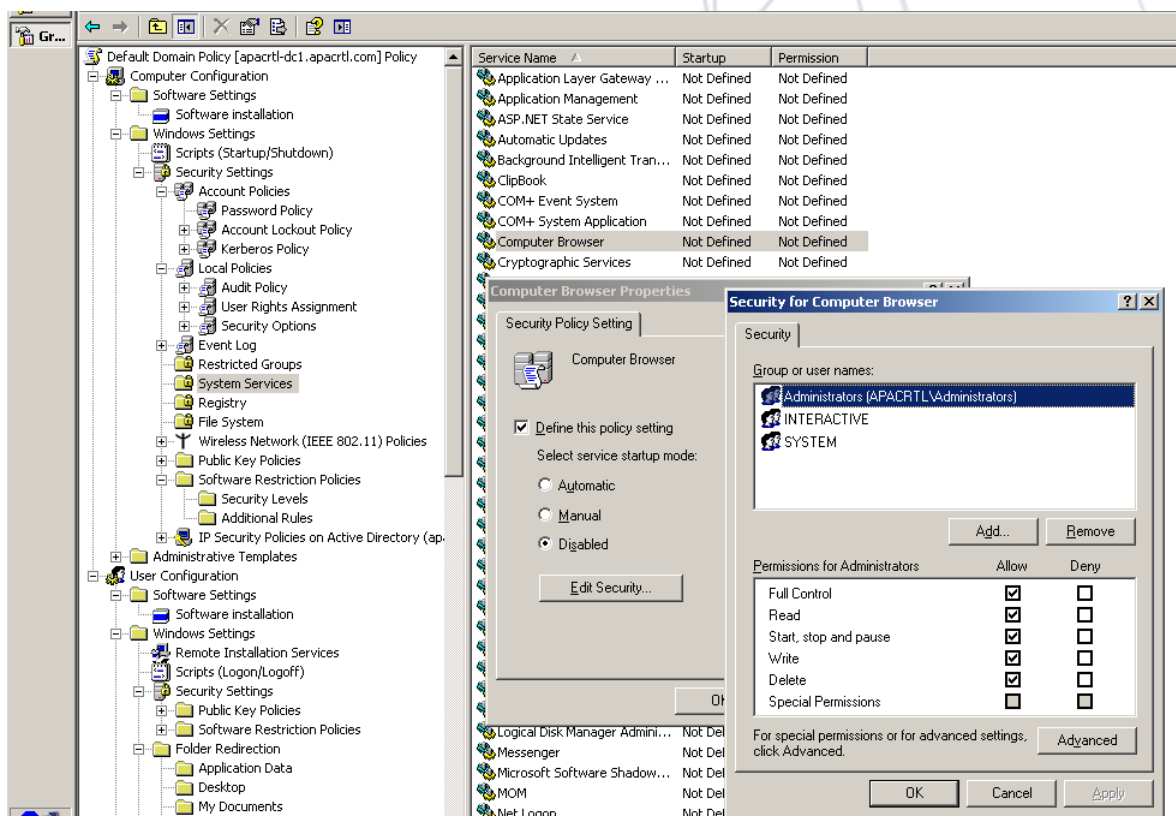 Gr...
Default Domain Policy [apacrtl-dc1.apacrtl.com] Policy
Computer Configuration
Software Settings
Software installation
Windows Settings
Scripts (Startup/Shutdown)
Security Settings
Account Policies
Password Policy
Account Lockout Policy
Kerberos Policy
Local Policies
Audit Policy
User Rights Assignment
Security Options
Event Log
Restricted Groups
System Services
Registry
File System
Wireless Network (IEEE 802.11) Policies
Public Key Policies
Software Restriction Policies
Security Levels
Additional Rules
IP Security Policies on Active Directory (ap
Administrative Templates
User Configuration
Software Settings
Software installation
Windows Settings
Remote Installation Services
Scripts (Logon/Logoff)
Security Settings
Public Key Policies
Software Restriction Policies
Folder Redirection
Application Data
Desktop
My Documents
Service Name Startup Permission
Application Layer Gateway ... Not Defined Not Defined
Application Management Not Defined Not Defined
ASP.NET State Service Not Defined Not Defined
Automatic Updates Not Defined Not Defined
Background Intelligent Tran... Not Defined Not Defined
ClipBook Not Defined Not Defined
COM+ Event System Not Defined Not Defined
COM+ System Application Not Defined Not Defined
Computer Browser Not Defined Not Defined
Cryptographic Services Not Defined Not Defined
Computer Browser Properties
Security Policy Setting
Computer Browser
Define this policy setting
Select service startup mode:
Automatic
Manual
Disabled
Edit Security...
Logical Disk Manager Admini... Not Def
Messenger Not Def
Microsoft Software Shadow... Not Def
MOM Not Def
Net Logon Not Def
Security for Computer Browser
Security
Group or user names:
Administrators (APACRTL\Administrators)
INTERACTIVE
SYSTEM
Add... Remove
Permissions for Administrators Allow Deny
Full Control
Read
Start, stop and pause
Write
Delete
Special Permissions
For special permissions or for advanced settings,
click Advanced.
Advanced
OK Cancel Apply